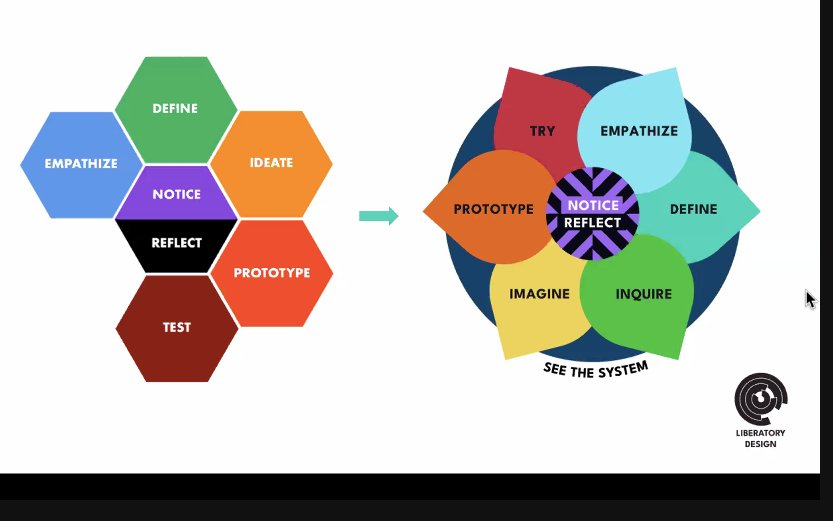 DEFINE
EMPATHIZE
IDEATE
NOTICE
REFLECT
PROTOTYPE
TEST
TRY
EMPATHIZE
PROTOTYPE
NOTICE
REFLECT
DEFINE
IMAGINE
INQUIRE
SEE THE SYSTEM
LIBERATORY
DESIGN